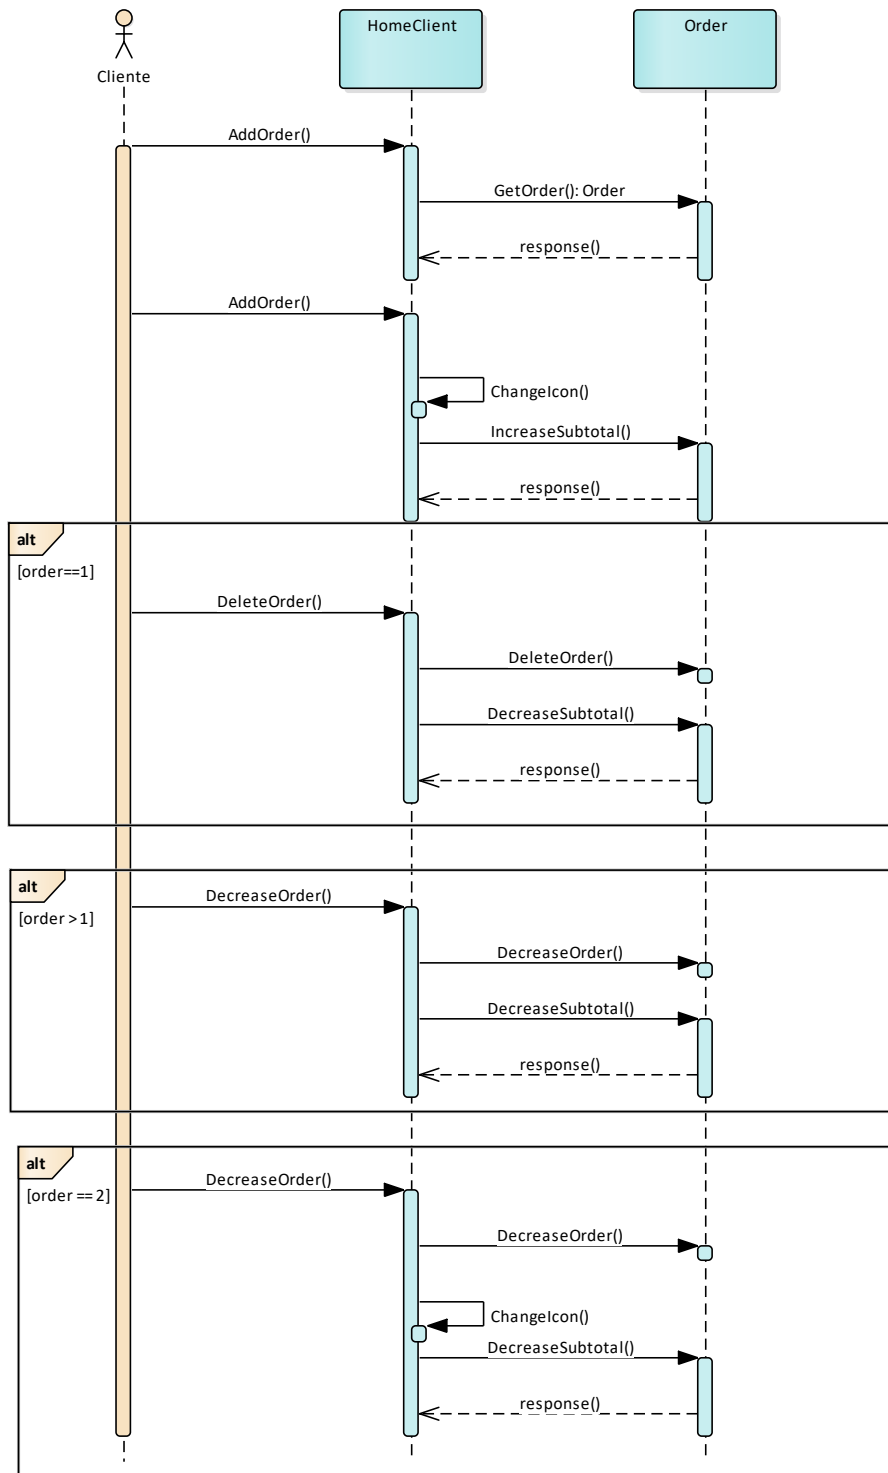 HomeClient
Order
Cliente
AddOrder()
GetOrder(): Order
response()
AddOrder()
ChangeIcon()
IncreaseSubtotal()
response()
alt
[order==1]
DeleteOrder()
DeleteOrder()
DecreaseSubtotal()
response()
alt
DecreaseOrder()
[order >1]
DecreaseOrder()
DecreaseSubtotal()
response()
alt
DecreaseOrder()
[order == 2]
DecreaseOrder()
ChangeIcon()
DecreaseSubtotal()
response()